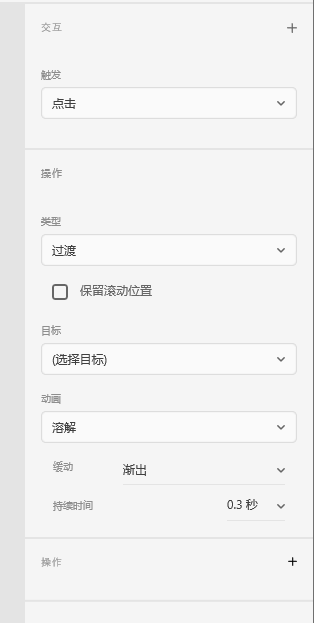 交互
触发
点击
操作
类型
过渡
保留滚动位置
目标
(选择目标)
动画
溶解
缓动 渐出
持续时间 0.3 秒
操作